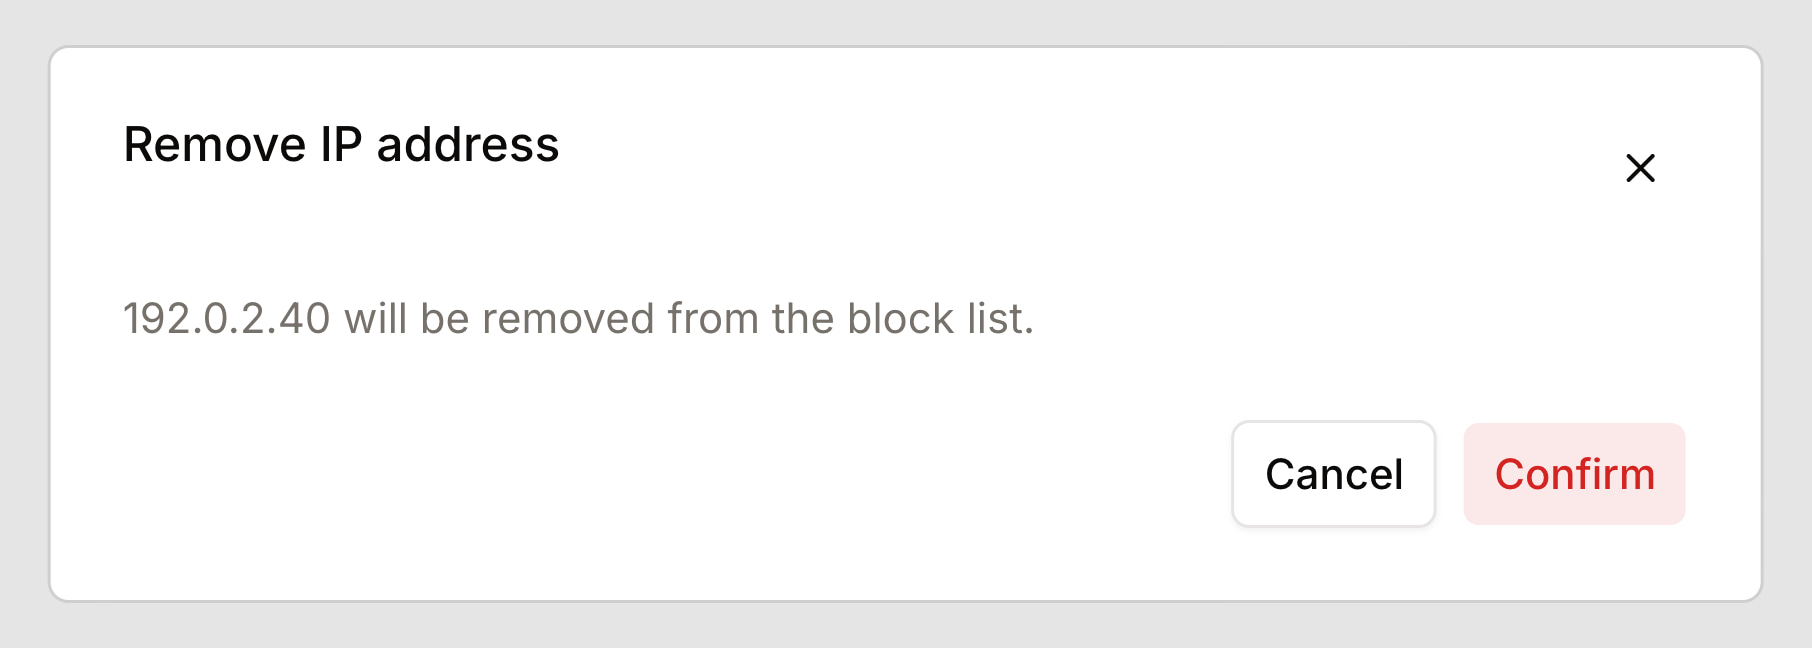 Remove IP address
192.0.2.40 will be removed from the block list.
Cancel
Confirm